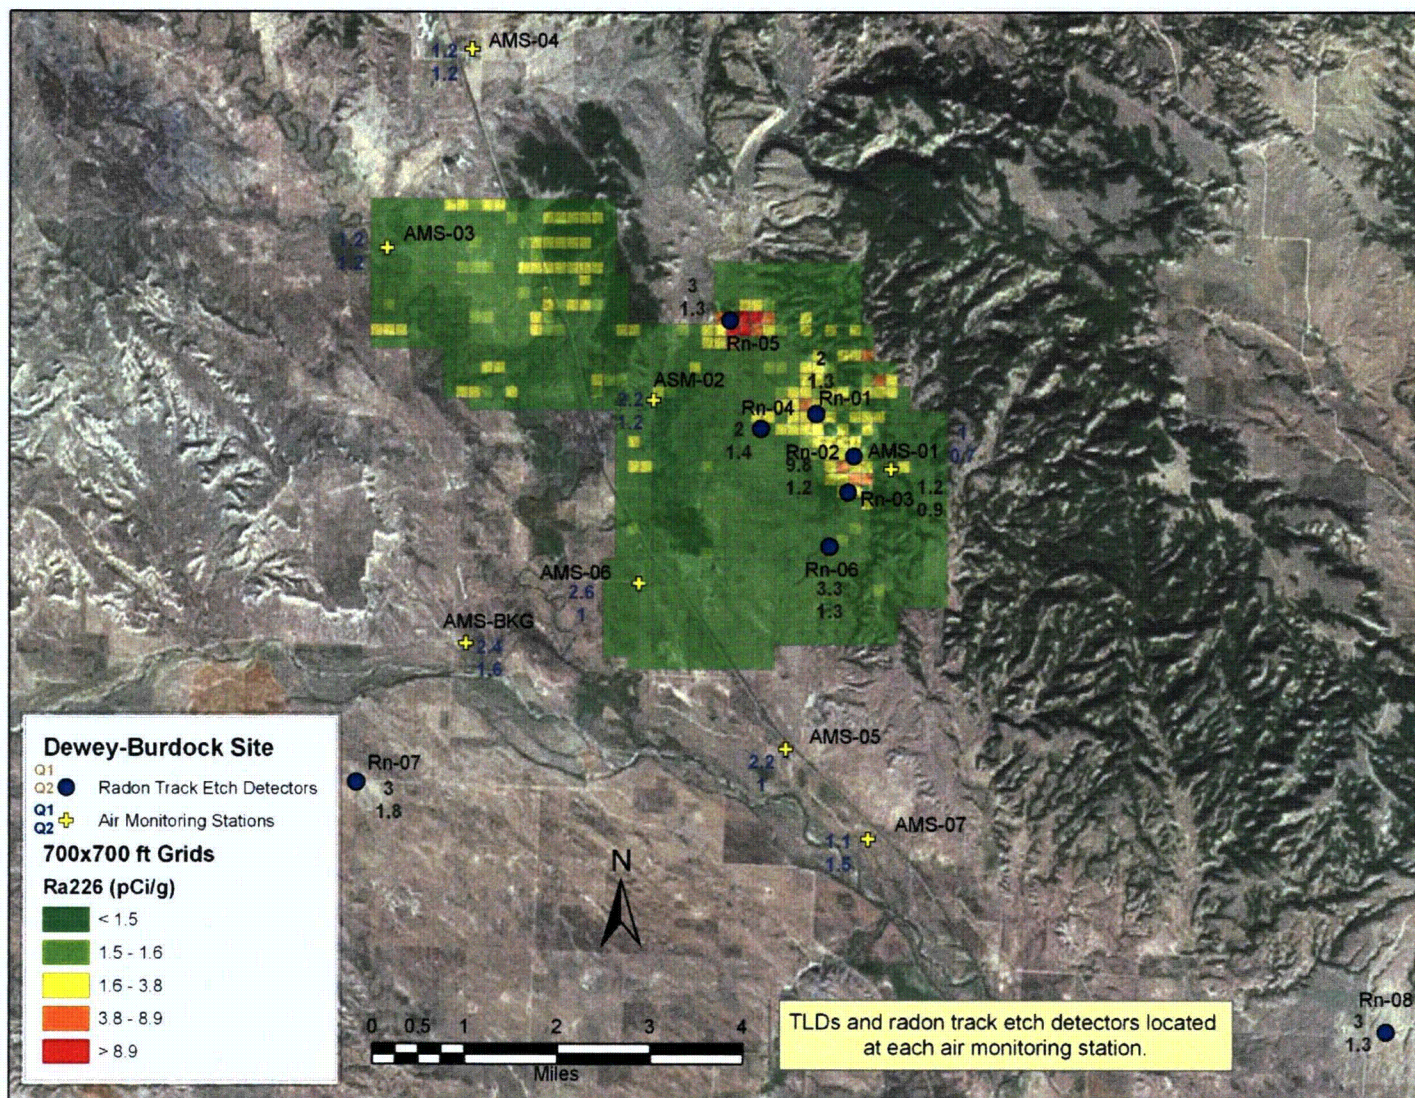 AMS-04
1.2
1.2
AMS-03
1.2
1.2
3
1.3
Rn-05
2
1.3
ASM-02
2.2
1.2
Rn-04
Rn-01
2
1.4
Rn-02
AMS-01
1
0.7
9.8
1.2
1.2
0.9
Rn-03
AMS-06
2.6
1
Rn-06
3.3
1.3
AMS-BKG
2.4
1.6
AMS-05
2.2
1
Rn-07
3
1.8
AMS-07
1.1
1.5
Rn-08
3
1.3
Dewey-Burdock Site
Q1
Q2 Radon Track Etch Detectors
Q1
Q2 Air Monitoring Stations
700x700 ft Grids
Ra226 (pCi/g)
< 1.5
1.5 - 1.6
1.6 - 3.8
3.8 - 8.9
> 8.9
N
0 0.5 1 2 3 4
Miles
TLDs and radon track etch detectors located
at each air monitoring station.